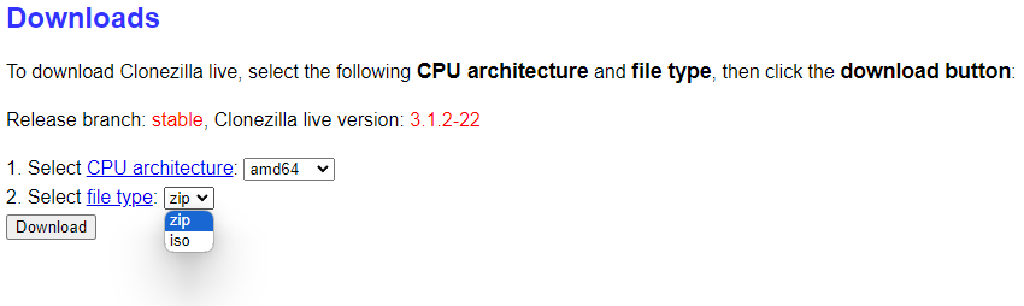 Downloads
To download Clonezilla live, select the following CPU architecture and file type, then click the download button:
Release branch: stable, Clonezilla live version: 3.1.2-22
1. Select CPU architecture: amd64
2. Select file type: zip
zip
Download
iso